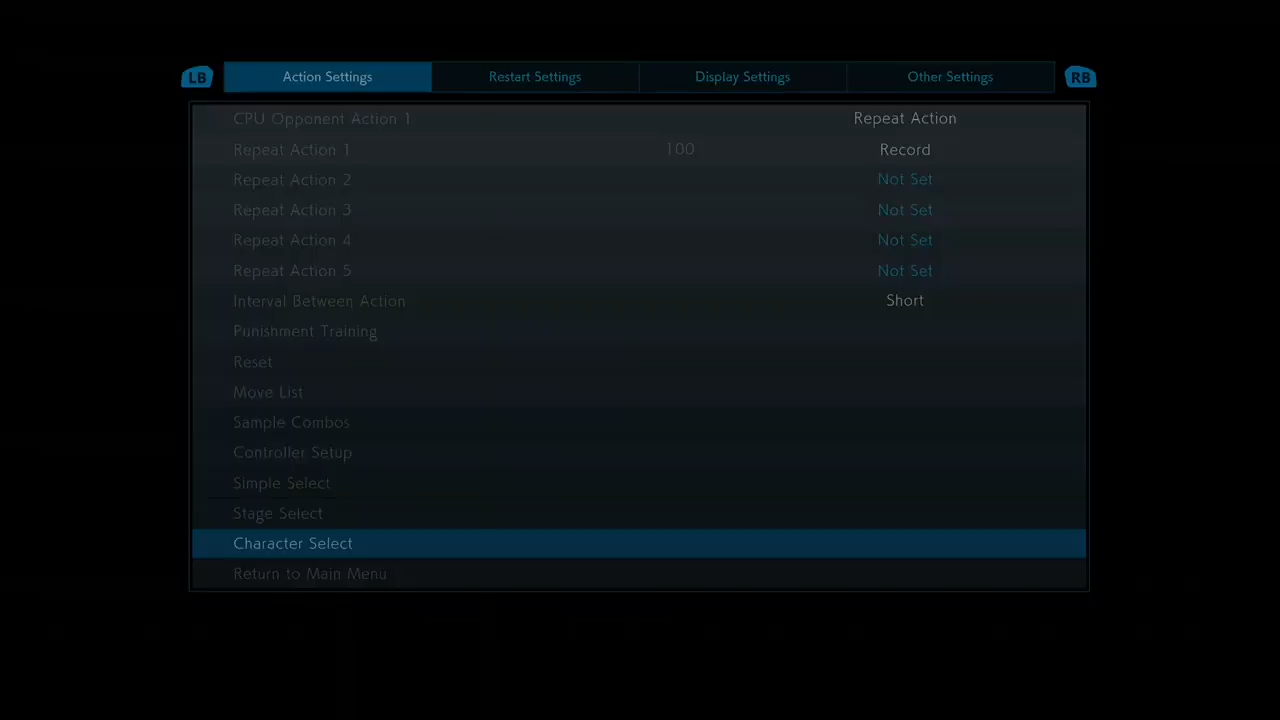 LB Action Settings Restart Settings Display Settings Other Settings RB
CPU Opponent Action 1 Repeat Action
Repeat Action 1 100 Record
Repeat Action 2 Not Set
Repeat Action 3 Not Set
Repeat Action 4 Not Set
Repeat Action 5 Not Set
Interval Between Action Short
Punishment Training
Reset
Move List
Sample Combos
Controller Setup
Simple Select
Stage Select
Character Select
Return to Main Menu